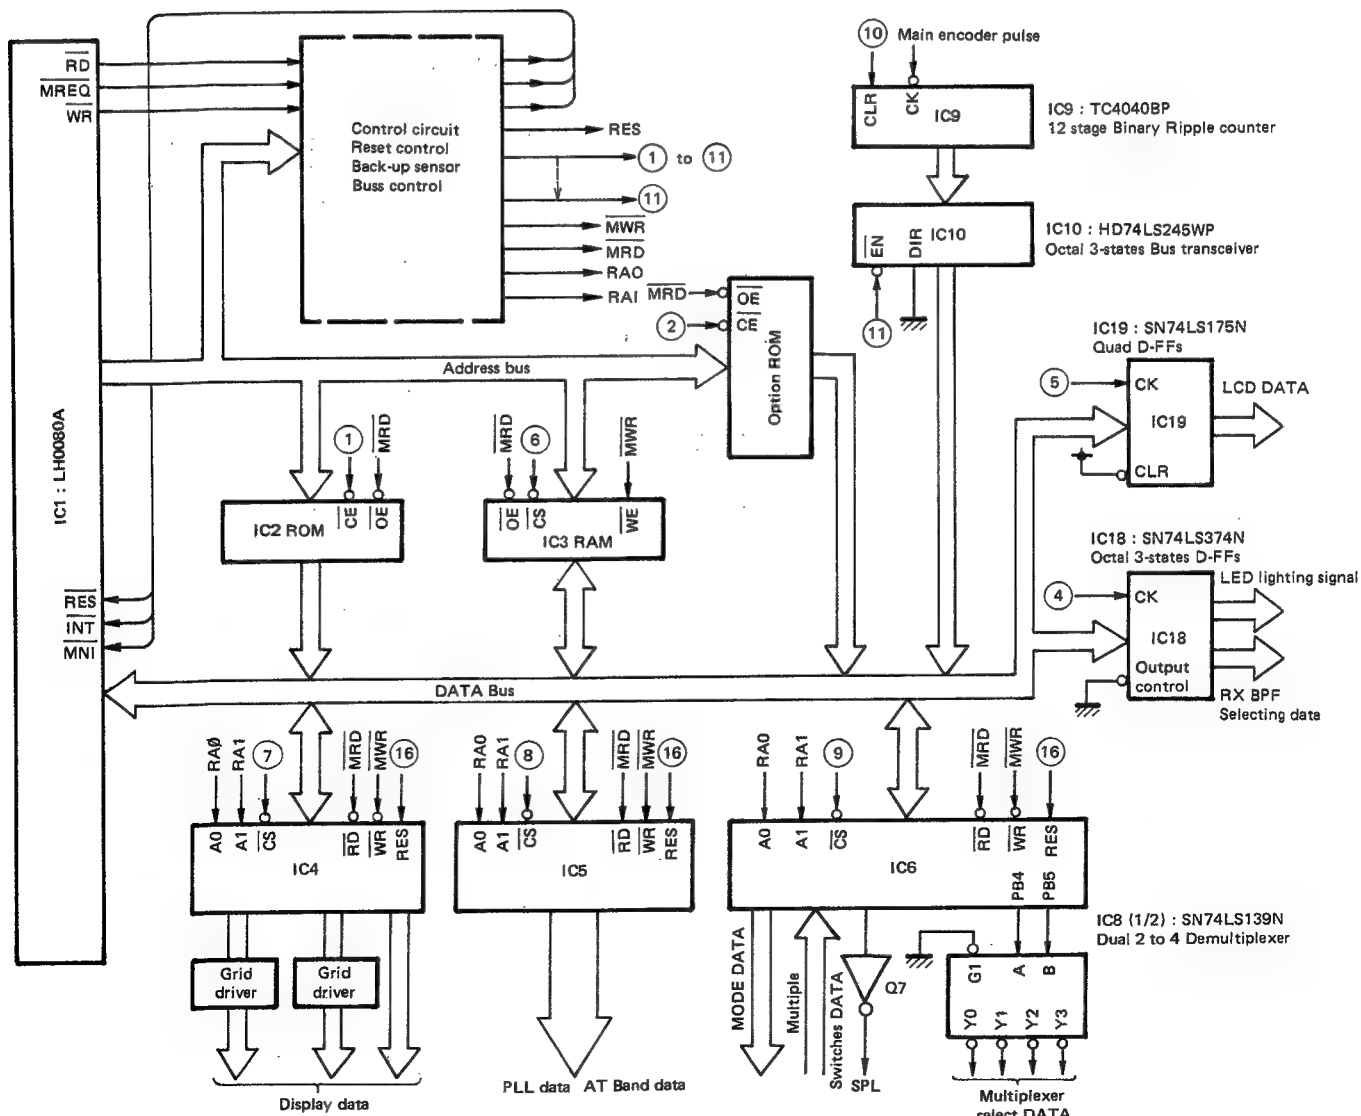 RD
MREQ
WR
Control circuit
Reset control
Back-up sensor
Buss control
RES
1 to 11
11
MWR
MRD
RA0
RAI
10 Main encoder pulse
CLR
CK
IC9
IC9 : TC4040BP
12 stage Binary Ripple counter
IC10
EN
DIR
IC10 : HD74LS245WP
Octal 3-states Bus transceiver
11
MRD
OE
2
CE
Option ROM
IC1 : LH0080A
Address bus
1
MRD
CE
OE
IC2 ROM
MRD
6
MWR
OE
CS
WE
IC3 RAM
IC19 : SN74LS175N
Quad D-FFs
5
CK
IC19
CLR
LCD DATA
IC18 : SN74LS374N
Octal 3-states D-FFs
4
CK
IC18
Output
control
LED lighting signal
RX BPF
Selecting data
RES
INT
MNI
DATA Bus
RAØ
RA1
7
MRD
MWR
16
A0
A1
CS
RD
WR
RES
IC4
RA0
RA1
8
MRD
MWR
16
A0
A1
CS
RD
WR
RES
IC5
RA0
RA1
9
MRD
MWR
16
A0
A1
CS
RD
WR
RES
IC6
PB4
PB5
IC8 (1/2) : SN74LS139N
Dual 2 to 4 Demultiplexer
Grid
driver
Grid
driver
Display data
PLL data AT Band data
MODE DATA
Multiple
Switches DATA
Q7
SPL
G1
A
B
Y0
Y1
Y2
Y3
Multiplexer
select DATA